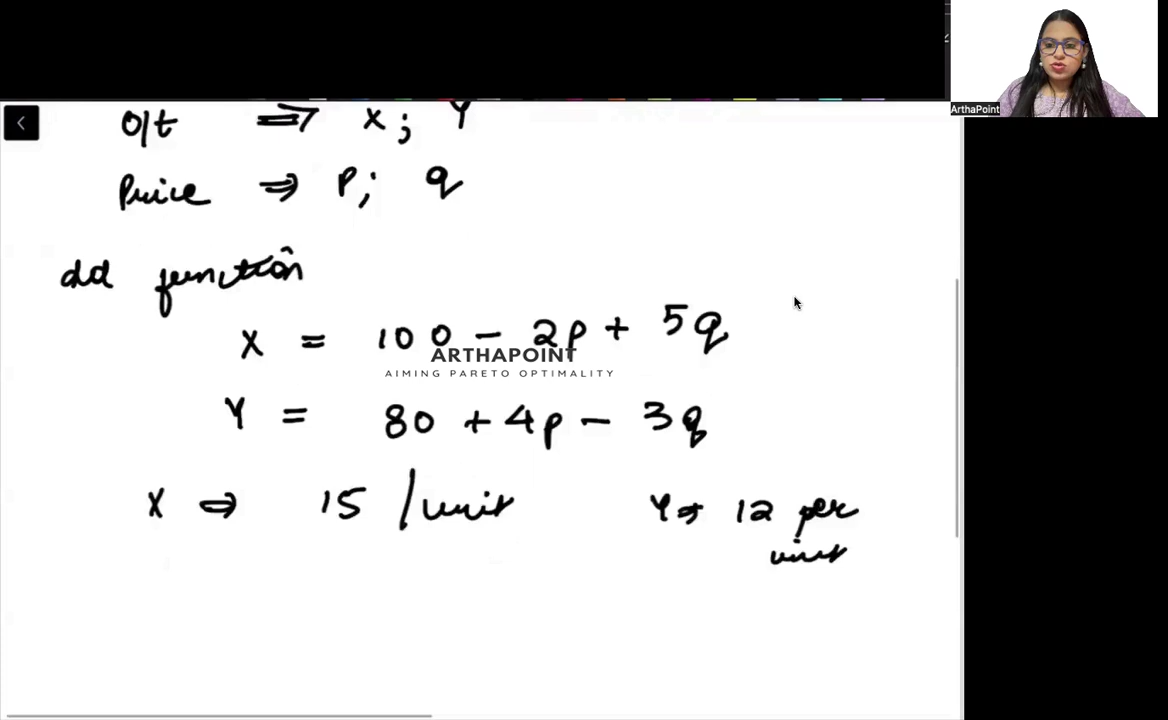 O/t ⇒ X ; Y
Price ⇒ P ; q
dd function
X = 100 - 2p + 5q
ARTHAPOINT
AIMING PARETO OPTIMALITY
Y = 80 + 4p - 3q
X ⇒ 15 / unit Y ⇒ 12 per unit
ArthaPoint